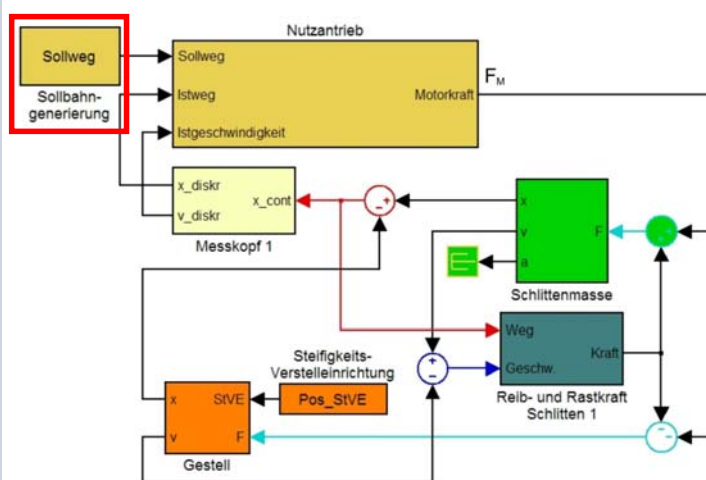 Nutzantrieb
Sollweg
Sollbahn-
generierung
Sollweg
Istweg
Istgeschwindigkeit
Motorkraft
F_M
x_diskr
v_diskr
x_cont
Messkopf 1
x
v
a
F
Schlittenmasse
Weg
Geschw.
Kraft
Reib- und Rastkraft
Schlitten 1
Steifigkeits-
Verstelleinrichtung
Pos_StVE
x
v
StVE
F
Gestell